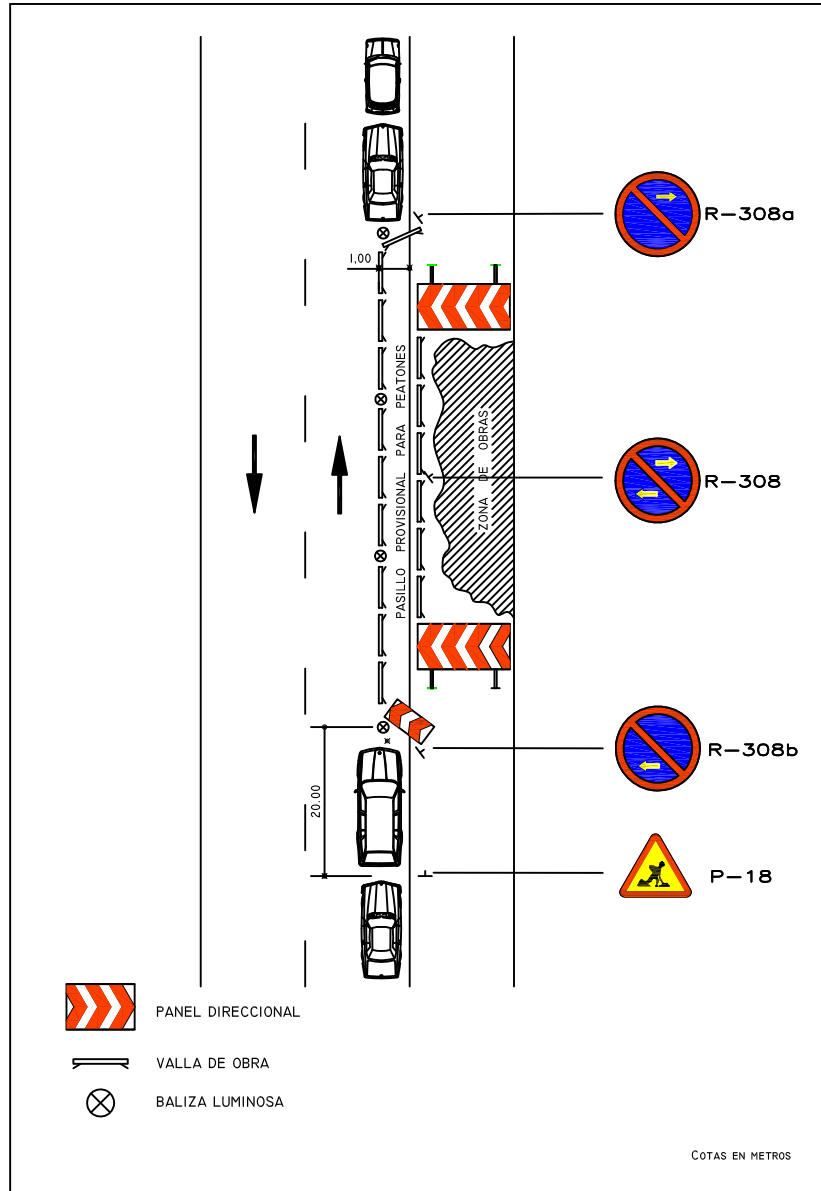 R-308a
1,00
PASILLO PROVISIONAL PARA PEATONES
ZONA DE OBRAS
R-308
R-308b
20.00
P-18
PANEL DIRECCIONAL
VALLA DE OBRA
BALIZA LUMINOSA
COTAS EN METROS